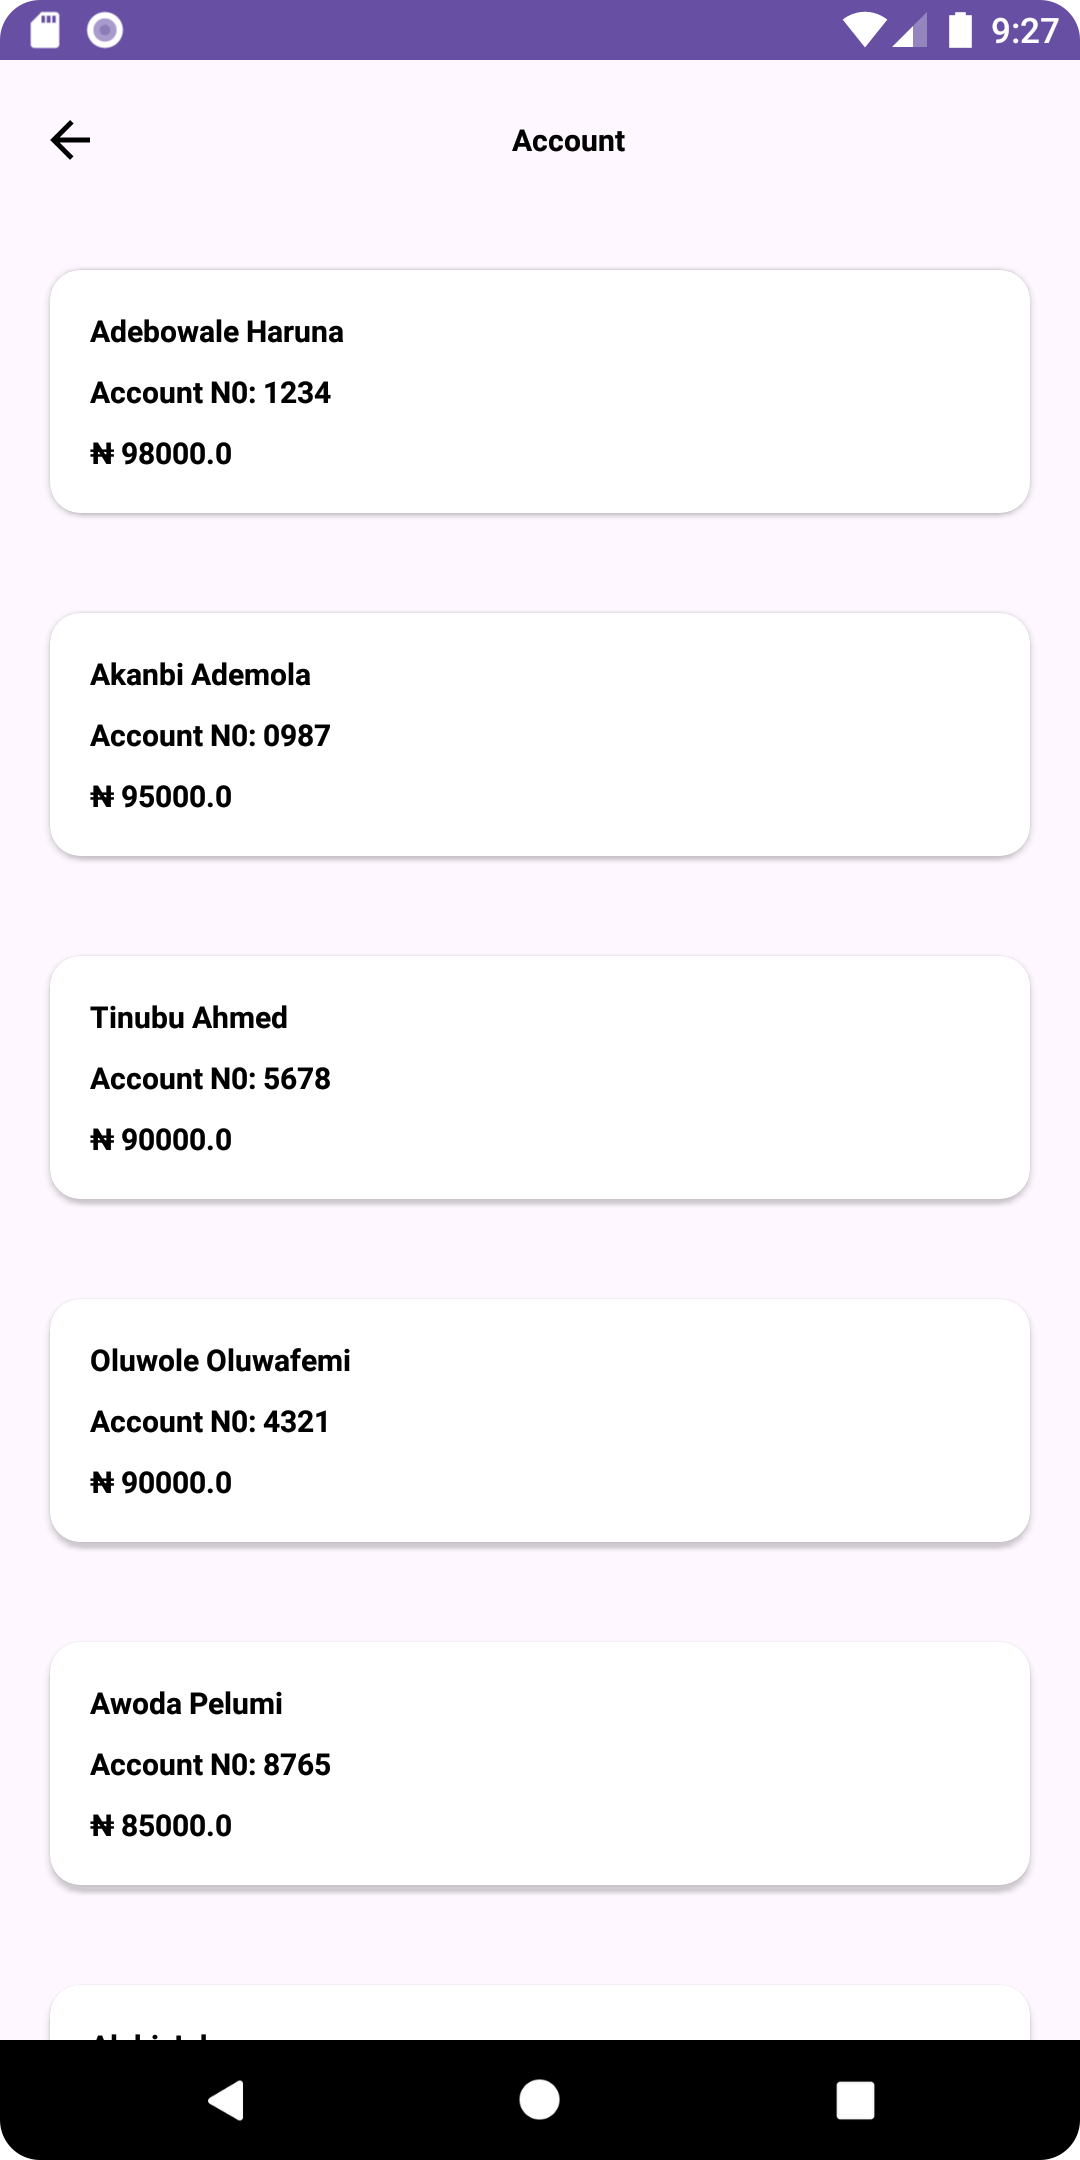 9:27
Account
Adebowale Haruna
Account N0: 1234
₦ 98000.0
Akanbi Ademola
Account N0: 0987
₦ 95000.0
Tinubu Ahmed
Account N0: 5678
₦ 90000.0
Oluwole Oluwafemi
Account N0: 4321
₦ 90000.0
Awoda Pelumi
Account N0: 8765
₦ 85000.0